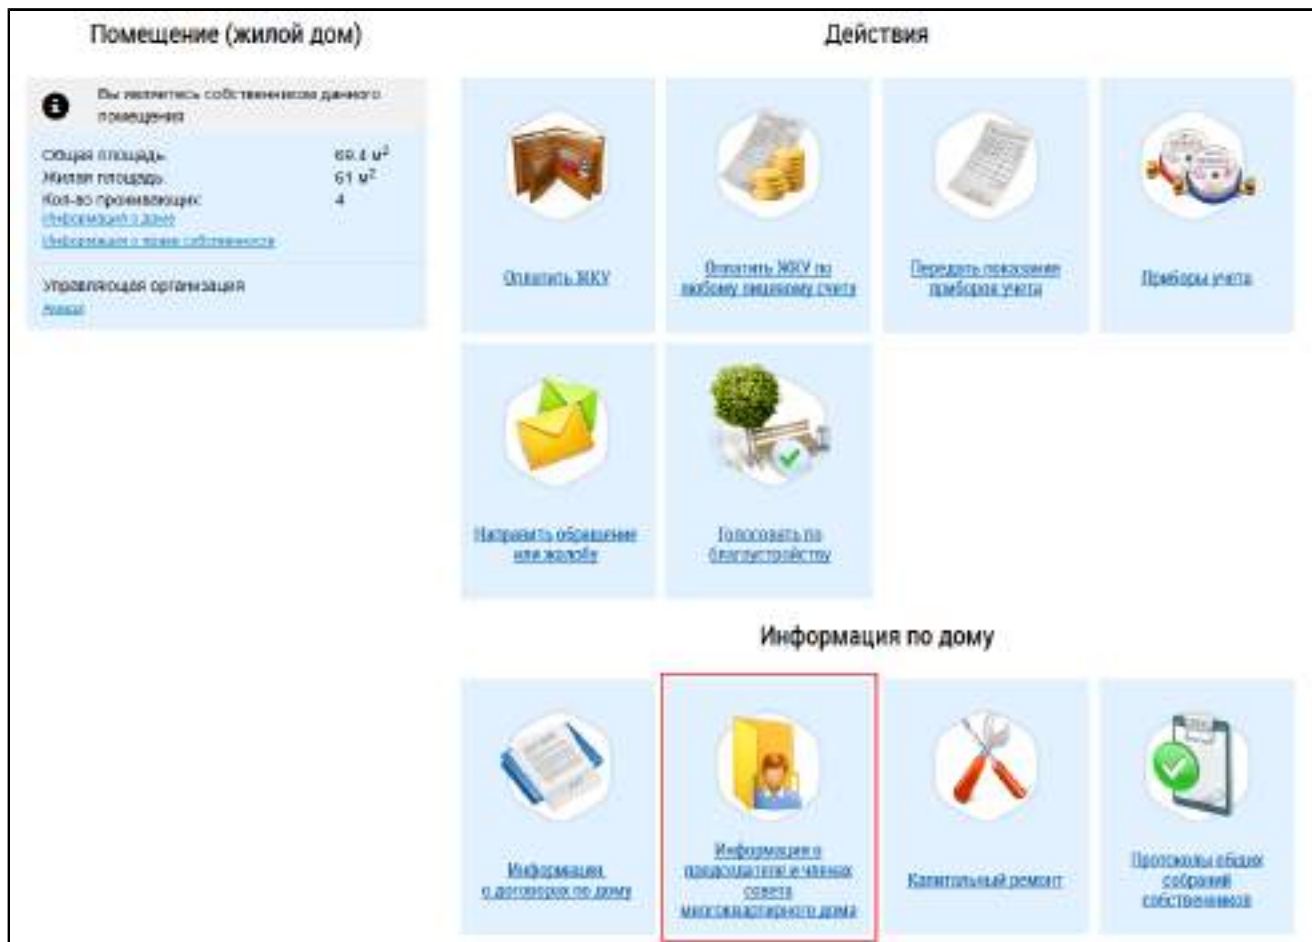 Помещение (жилой дом)
Вы являетесь собственником данного
помещения
Общая площадь: 69.4 м²
Жилая площадь: 61 м²
Кол-во проживающих: 4
Информация о доме
Информация о праве собственности
Управляющая организация
Действия
Оплатить ЖКУ
Оплатить ЖКУ по
любому лицевому счету
Передать показания
приборов учета
Приборы учета
Направить обращение
или жалобу
Голосовать по
благоустройству
Информация по дому
Информация
о договорах по дому
Информация о
председателе и членах
совета
многоквартирного дома
Капитальный ремонт
Протоколы общих
собраний
собственников